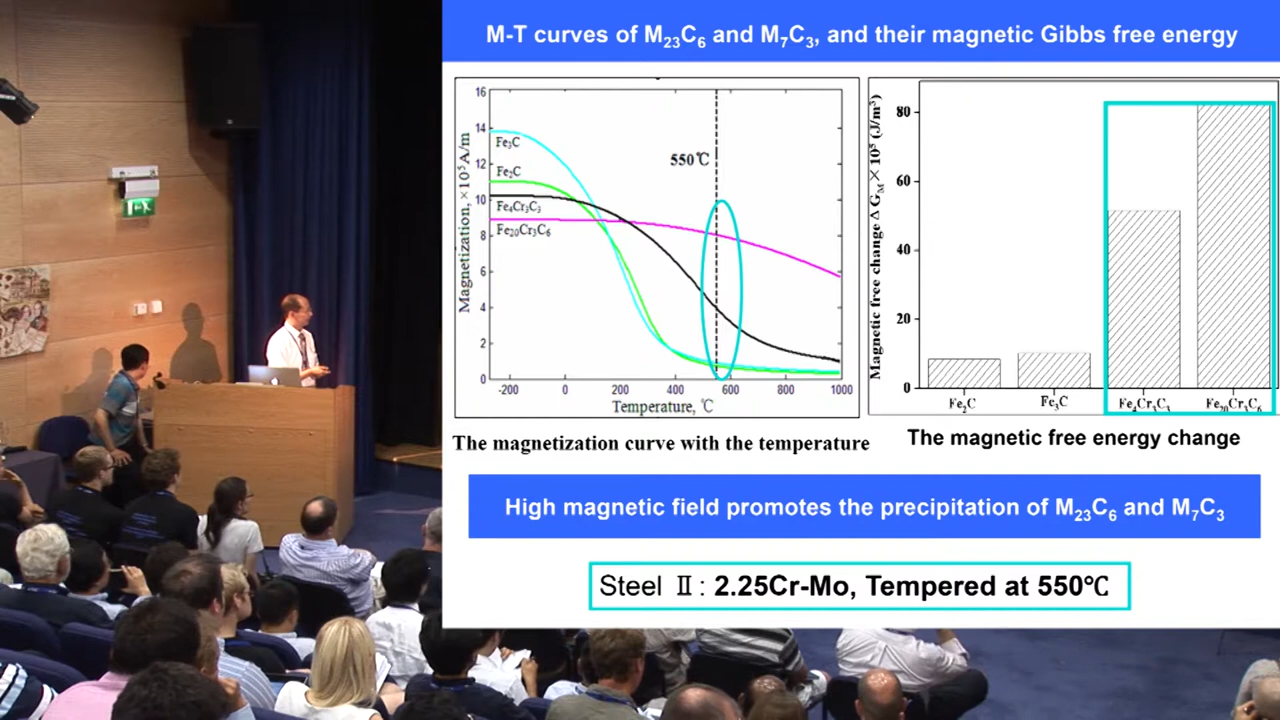 M-T curves of M₂₃C₆ and M₇C₃, and their magnetic Gibbs free energy
Magnetization, ×10⁵A/m
16
14
12
10
8
6
4
2
0
Fe₃C
Fe₂C
Fe₄Cr₃C₃
Fe₂₀Cr₃C₆
550℃
-200
0
200
400
600
800
1000
Temperature, ℃
The magnetization curve with the temperature
Magnetic free change Δ G_M × 10⁵ (J/m³)
80
60
40
20
0
Fe₂C
Fe₃C
Fe₄Cr₃C₃
Fe₂₀Cr₃C₆
The magnetic free energy change
High magnetic field promotes the precipitation of M₂₃C₆ and M₇C₃
Steel Ⅱ: 2.25Cr-Mo, Tempered at 550℃